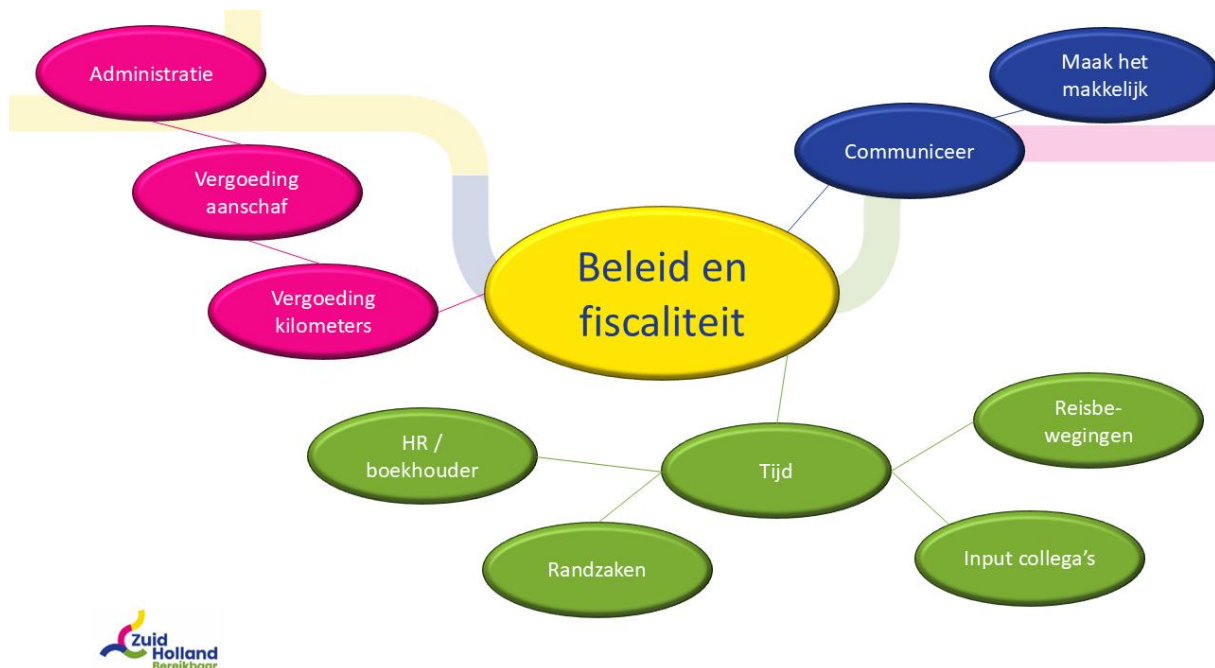 Administratie
Vergoeding
aanschaf
Vergoeding
kilometers
Beleid en
fiscaliteit
Communiceer
Maak het
makkelijk
HR /
boekhouder
Randzaken
Tijd
Reisbe-
wegingen
Input collega’s
Zuid
Holland
Bereikbaar